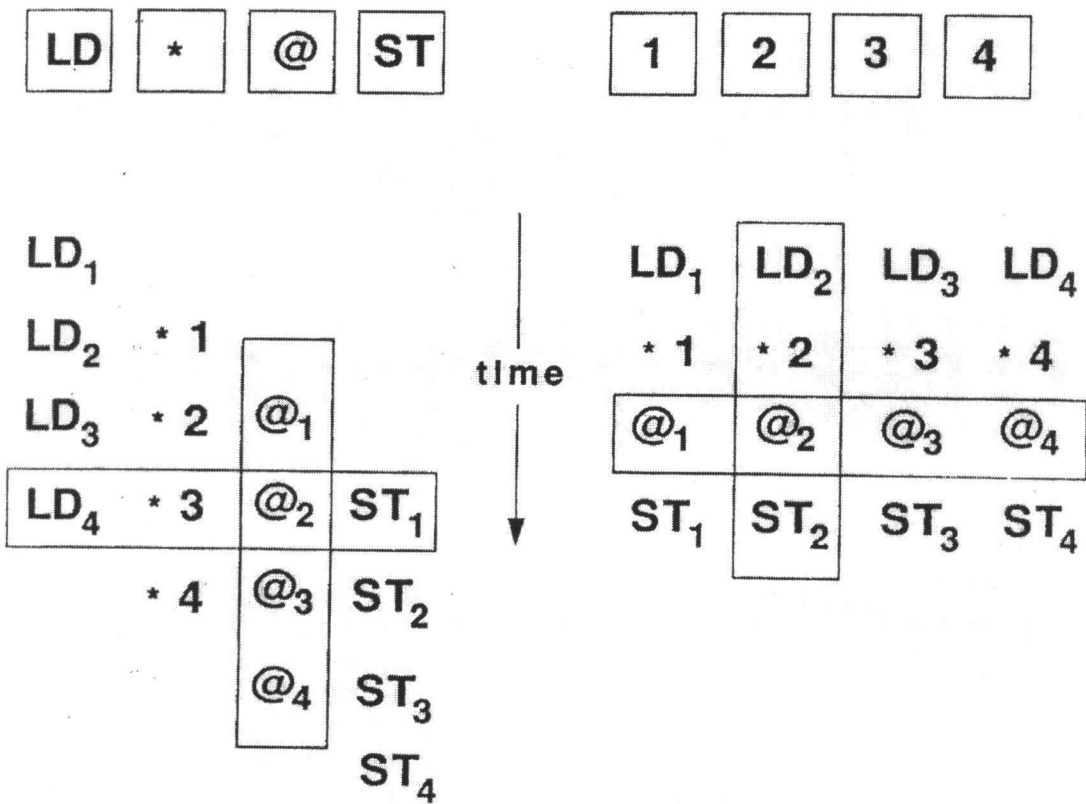 LD * @ ST
1 2 3 4
LD₁
LD₂ * 1
LD₃ * 2 @₁
LD₄ * 3 @₂ ST₁
* 4 @₃ ST₂
@₄ ST₃
ST₄
time
LD₁ LD₂ LD₃ LD₄
* 1 * 2 * 3 * 4
@₁ @₂ @₃ @₄
ST₁ ST₂ ST₃ ST₄